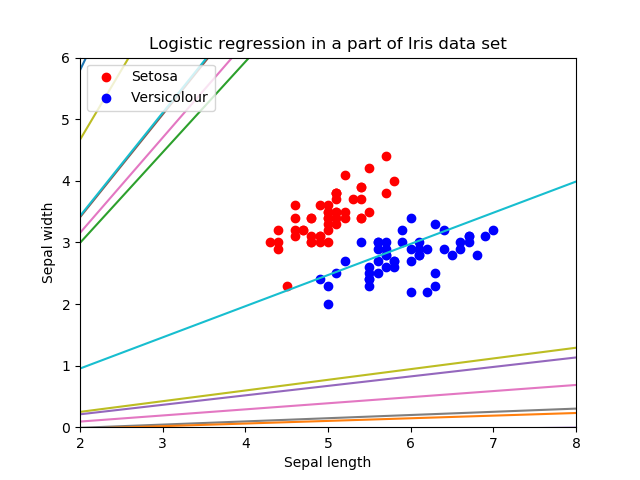 Logistic regression in a part of Iris data set
Setosa
Versicolour
Sepal width
6
5
4
3
2
1
0
2 3 4 5 6 7 8
Sepal length